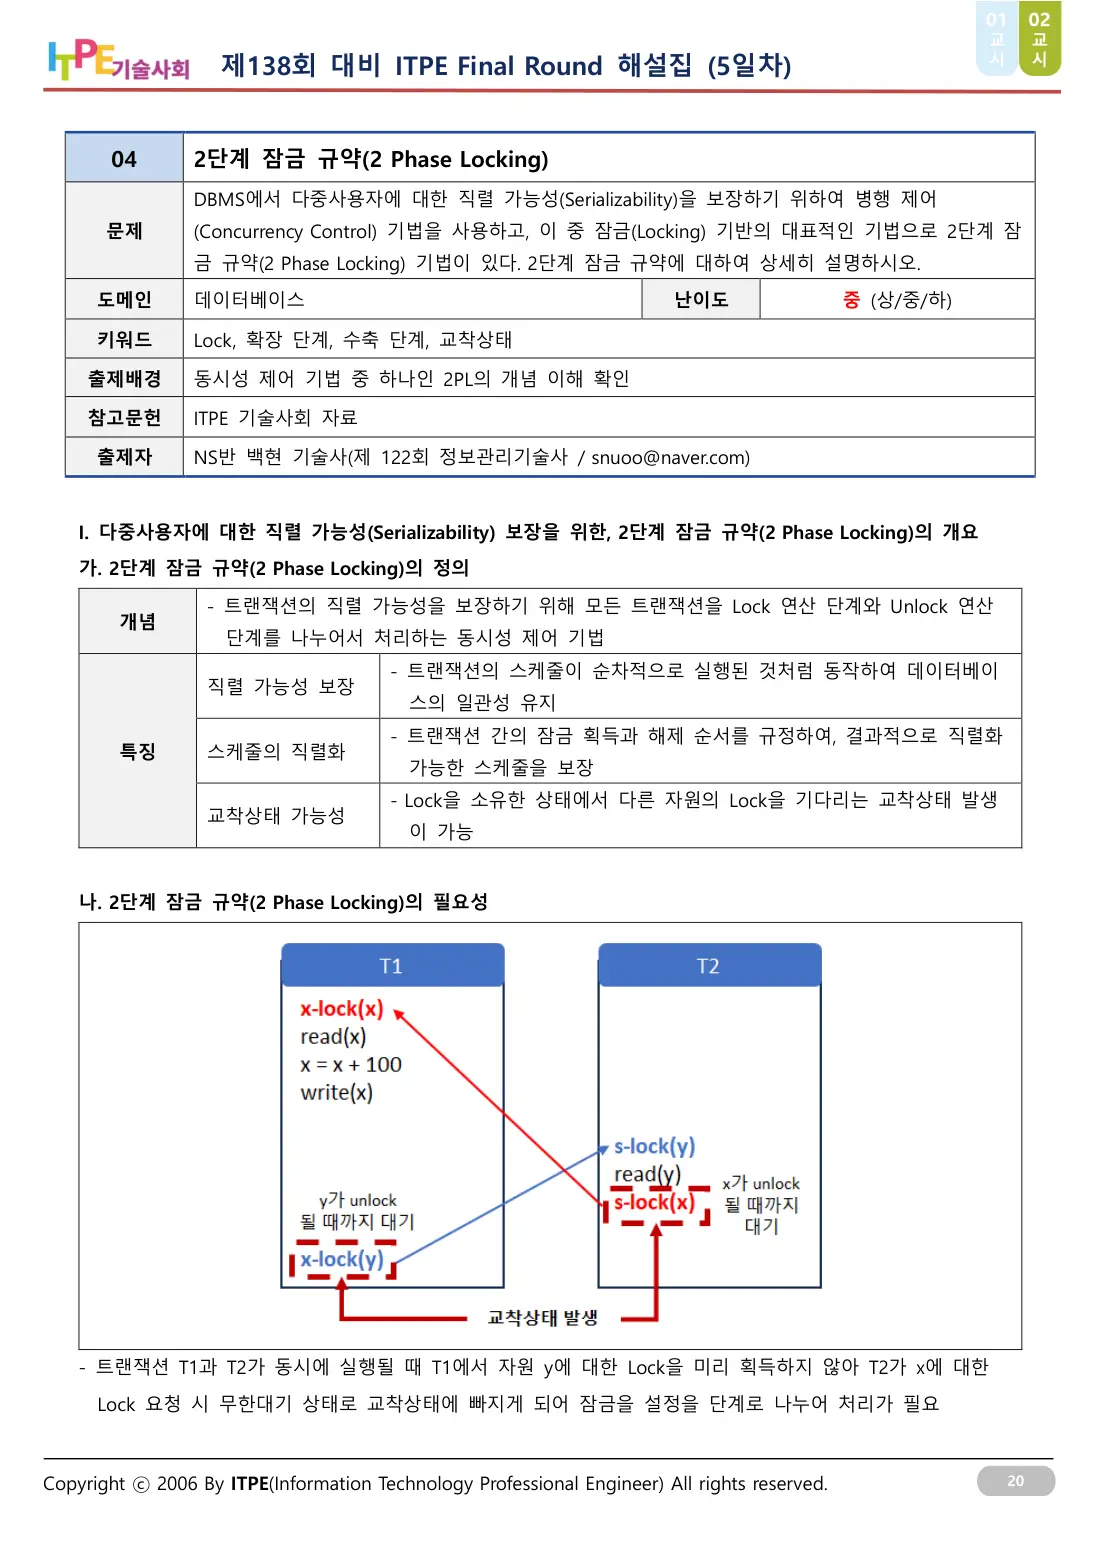 ITPE기술사회 제138회 대비 ITPE Final Round 해설집 (5일차)
01 교 시
02 교 시
04 2단계 잠금 규약(2 Phase Locking)
문제
DBMS에서 다중사용자에 대한 직렬 가능성(Serializability)을 보장하기 위하여 병행 제어
(Concurrency Control) 기법을 사용하고, 이 중 잠금(Locking) 기반의 대표적인 기법으로 2단계 잠
금 규약(2 Phase Locking) 기법이 있다. 2단계 잠금 규약에 대하여 상세히 설명하시오.
도메인 데이터베이스 난이도 중 (상/중/하)
키워드 Lock, 확장 단계, 수축 단계, 교착상태
출제배경 동시성 제어 기법 중 하나인 2PL의 개념 이해 확인
참고문헌 ITPE 기술사회 자료
출제자 NS반 백현 기술사(제 122회 정보관리기술사 / snuoo@naver.com)
I. 다중사용자에 대한 직렬 가능성(Serializability) 보장을 위한, 2단계 잠금 규약(2 Phase Locking)의 개요
가. 2단계 잠금 규약(2 Phase Locking)의 정의
개념
- 트랜잭션의 직렬 가능성을 보장하기 위해 모든 트랜잭션을 Lock 연산 단계와 Unlock 연산
단계를 나누어서 처리하는 동시성 제어 기법
특징
직렬 가능성 보장
- 트랜잭션의 스케줄이 순차적으로 실행된 것처럼 동작하여 데이터베이
스의 일관성 유지
스케줄의 직렬화
- 트랜잭션 간의 잠금 획득과 해제 순서를 규정하여, 결과적으로 직렬화
가능한 스케줄을 보장
교착상태 가능성
- Lock을 소유한 상태에서 다른 자원의 Lock을 기다리는 교착상태 발생
이 가능
나. 2단계 잠금 규약(2 Phase Locking)의 필요성
T1
x-lock(x)
read(x)
x = x + 100
write(x)
y가 unlock
될 때까지 대기
x-lock(y)
T2
s-lock(y)
read(y)
s-lock(x)
x가 unlock
될 때까지
대기
교착상태 발생
- 트랜잭션 T1과 T2가 동시에 실행될 때 T1에서 자원 y에 대한 Lock을 미리 획득하지 않아 T2가 x에 대한
Lock 요청 시 무한대기 상태로 교착상태에 빠지게 되어 잠금을 설정을 단계로 나누어 처리가 필요
Copyright ⓒ 2006 By ITPE(Information Technology Professional Engineer) All rights reserved.
20